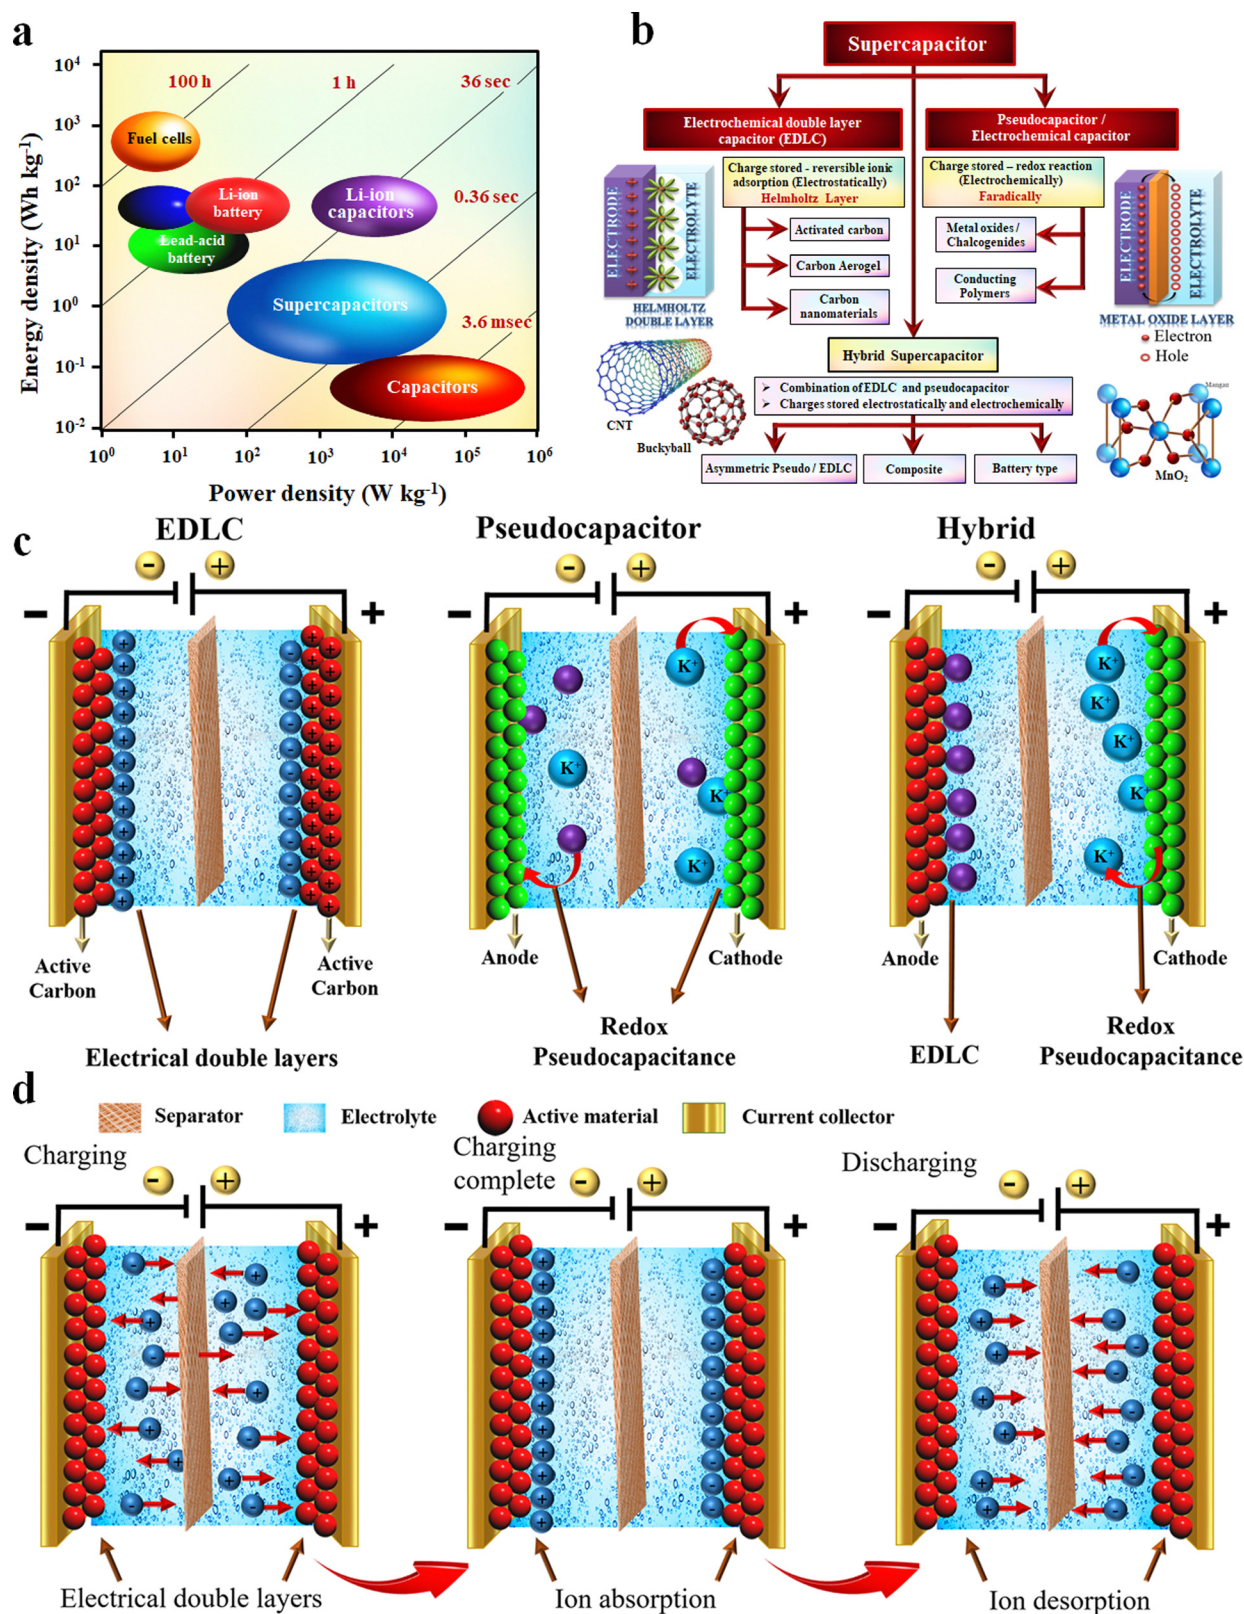 a
10⁴
10³
10²
10¹
10⁰
10⁻¹
10⁻²
Energy density (Wh kg⁻¹)
100 h
1 h
36 sec
0.36 sec
3.6 msec
Fuel cells
Li-ion
battery
Li-ion
capacitors
Lead-acid
battery
Supercapacitors
Capacitors
10⁰
10¹
10²
10³
10⁴
10⁵
10⁶
Power density (W kg⁻¹)
b
Supercapacitor
Electrochemical double layer
capacitor (EDLC)
Pseudocapacitor /
Electrochemical capacitor
Charge stored - reversible ionic
adsorption (Electrostatically)
Helmholtz Layer
Charge stored – redox reaction
(Electrochemically)
Faradically
Activated carbon
Carbon Aerogel
Carbon
nanomaterials
Metal oxides /
Chalcogenides
Conducting
Polymers
ELECTRODE
ELECTROLYTE
HELMHOLTZ
DOUBLE LAYER
ELECTRODE
ELECTROLYTE
METAL OXIDE LAYER
Electron
Hole
CNT
Buckyball
Hybrid Supercapacitor
➢ Combination of EDLC and pseudocapacitor
➢ Charges stored electrostatically and electrochemically
Asymmetric Pseudo / EDLC
Composite
Battery type
Mangan
MnO₂
c
EDLC
Pseudocapacitor
Hybrid
- +
- +
- +
- +
- +
- +
K⁺
K⁺
K⁺
K⁺
K⁺
K⁺
K⁺
K⁺
K⁺
Active
Carbon
Active
Carbon
Electrical double layers
Anode
Cathode
Redox
Pseudocapacitance
Anode
Cathode
EDLC
Redox
Pseudocapacitance
d
Separator
Electrolyte
Active material
Current collector
Charging
Charging
complete
Discharging
- +
- +
- +
- +
- +
- +
Electrical double layers
Ion absorption
Ion desorption